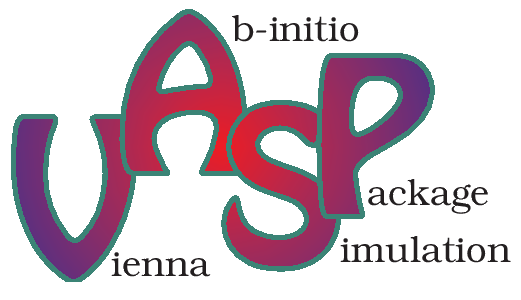 VASP
b-initio
ackage
imulation
ienna